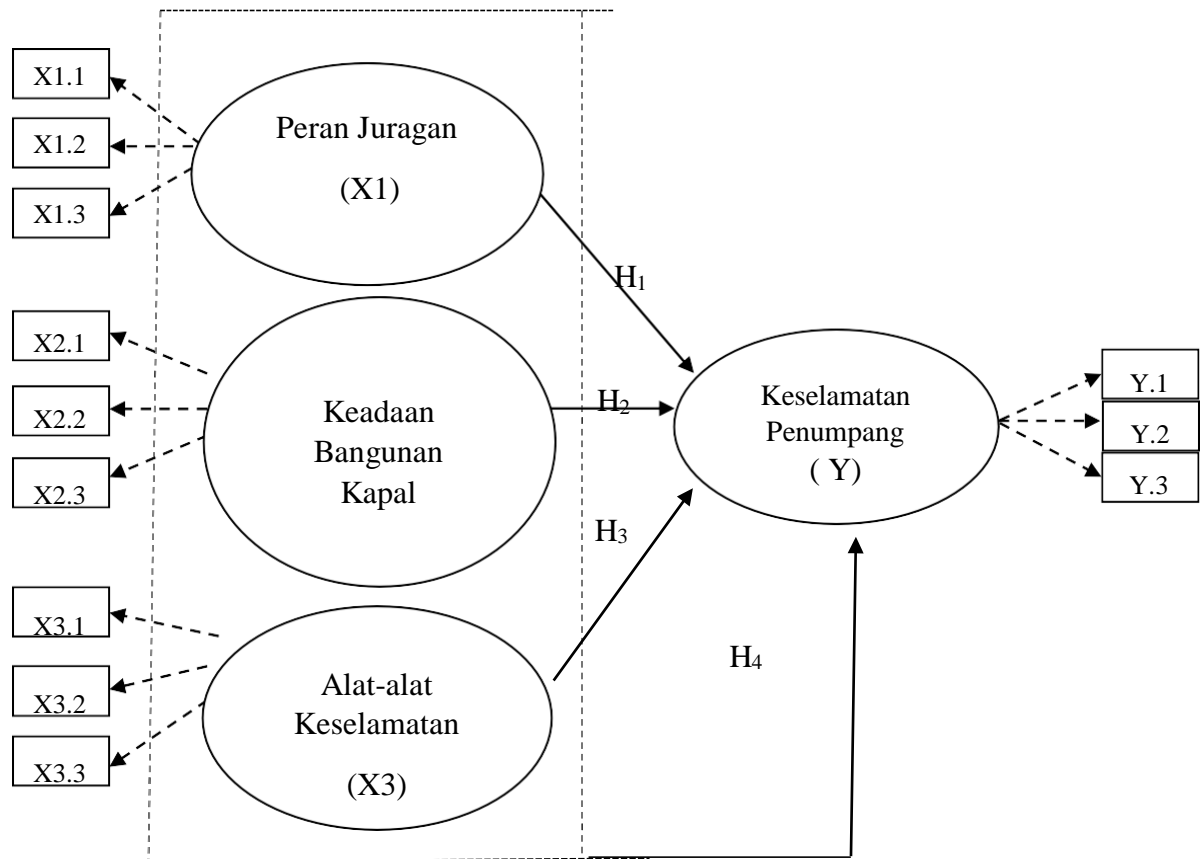 X1.1
X1.2
X1.3
Peran Juragan
(X1)
H1
X2.1
X2.2
X2.3
Keadaan
Bangunan
Kapal
H2
Keselamatan
Penumpang
( Y)
Y.1
Y.2
Y.3
H3
X3.1
X3.2
X3.3
Alat-alat
Keselamatan
(X3)
H4